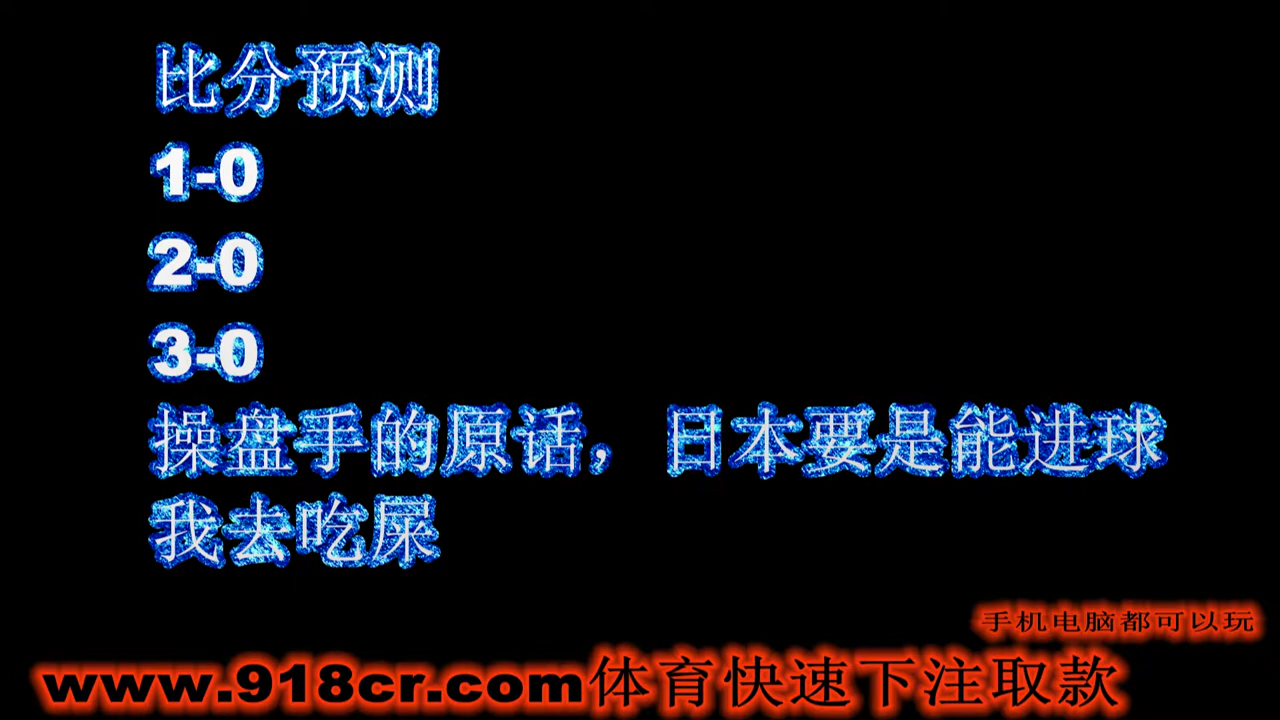 比分预测
1-0
2-0
3-0
操盘手的原话，日本要是能进球
我去吃屎
手机电脑都可以玩
www.918cr.com体育快速下注取款